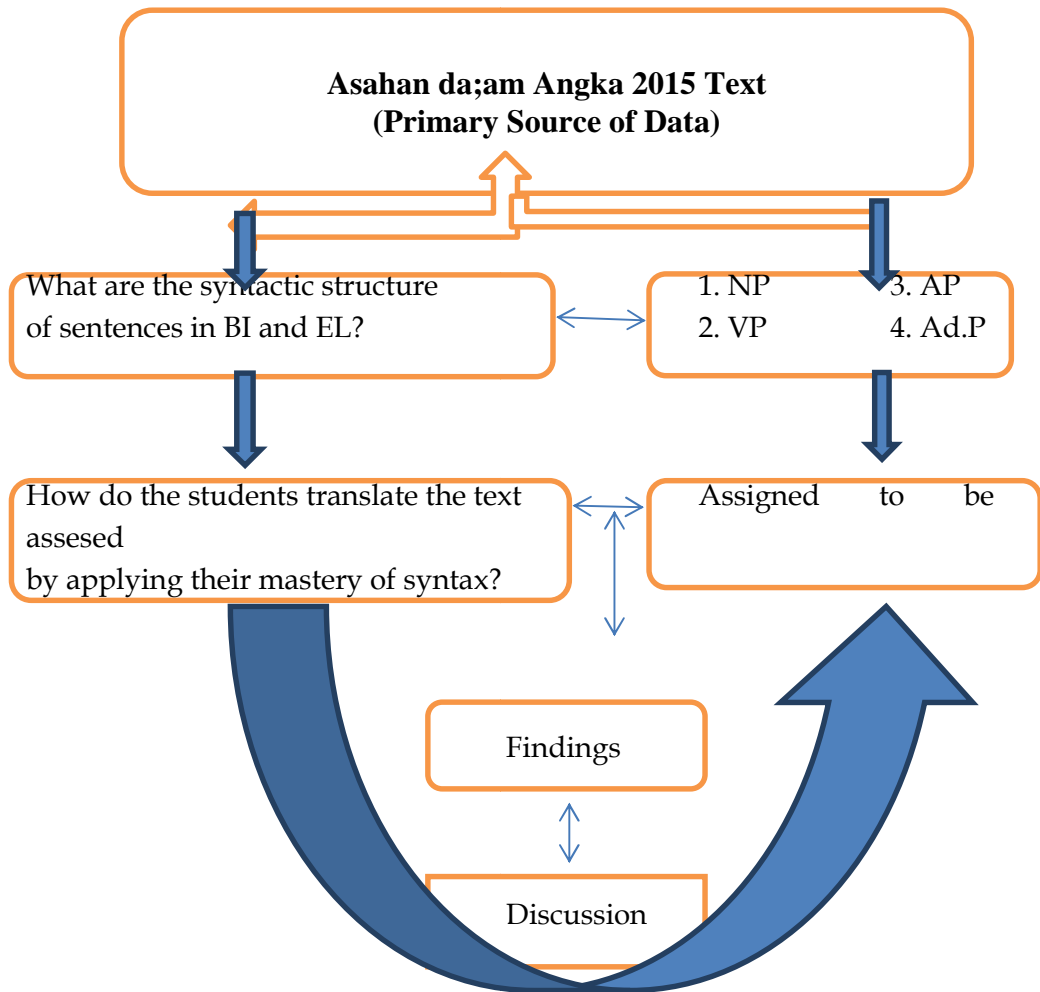 Asahan da;am Angka 2015 Text
(Primary Source of Data)
What are the syntactic structure
of sentences in BI and EL?
1. NP 3. AP
2. VP 4. Ad.P
How do the students translate the text
assesed
by applying their mastery of syntax?
Assigned to be
Findings
Discussion